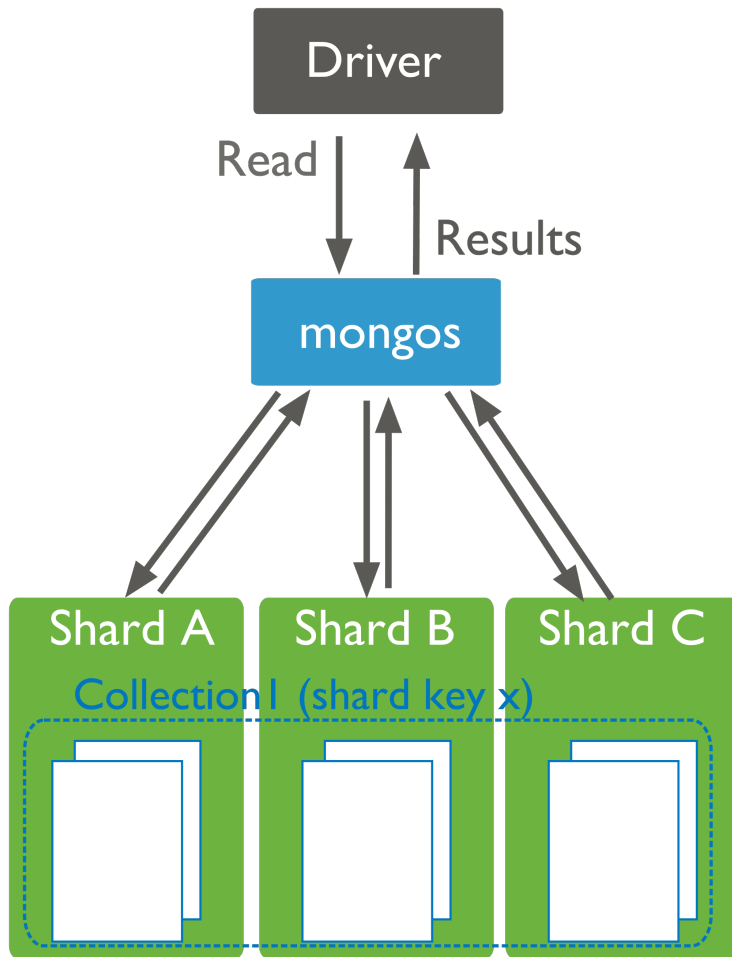 Driver
Read
Results
mongos
Shard A
Shard B
Shard C
Collection1 (shard key x)